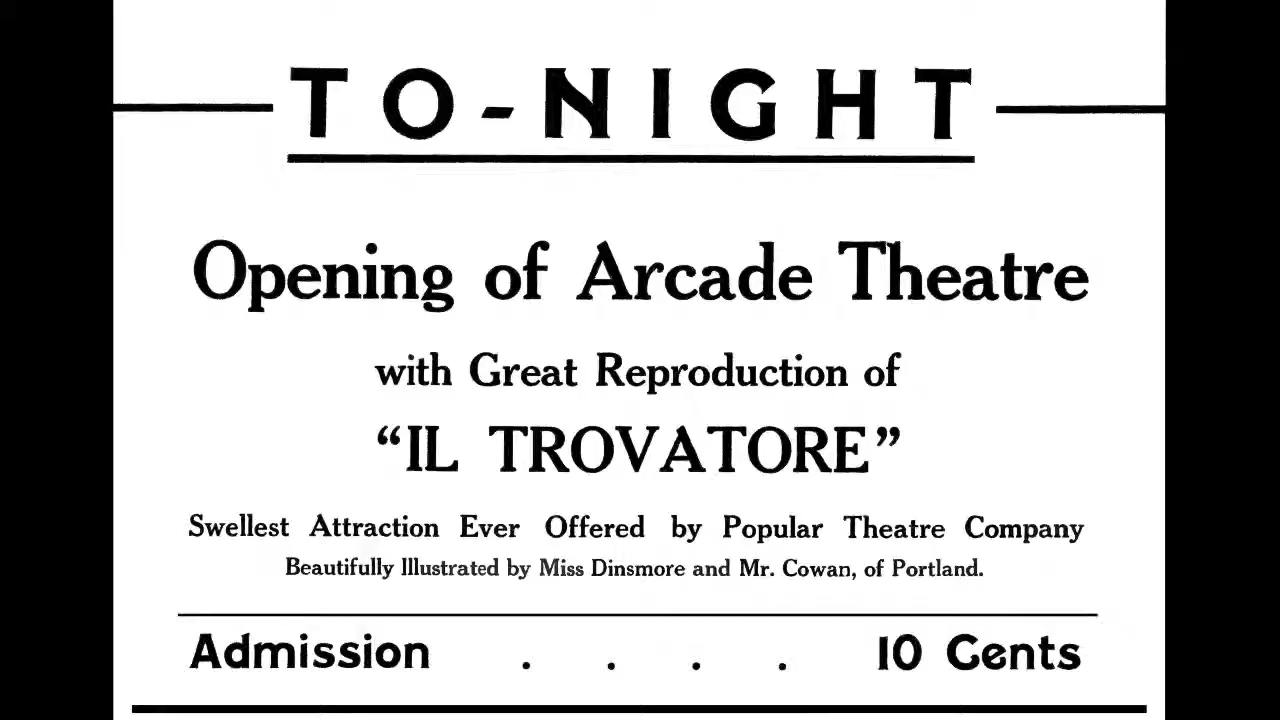 TO-NIGHT
Opening of Arcade Theatre
with Great Reproduction of
“IL TROVATORE”
Swellest Attraction Ever Offered by Popular Theatre Company
Beautifully Illustrated by Miss Dinsmore and Mr. Cowan, of Portland.
Admission . . . . 10 Cents